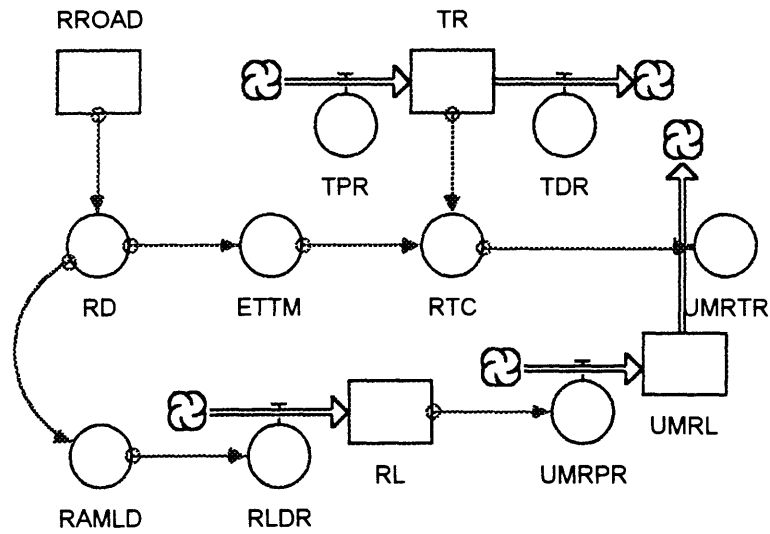 RROAD
TR
TPR
TDR
RD
ETTM
RTC
UMRTR
RL
UMRPR
UMRL
RAMLD
RLDR